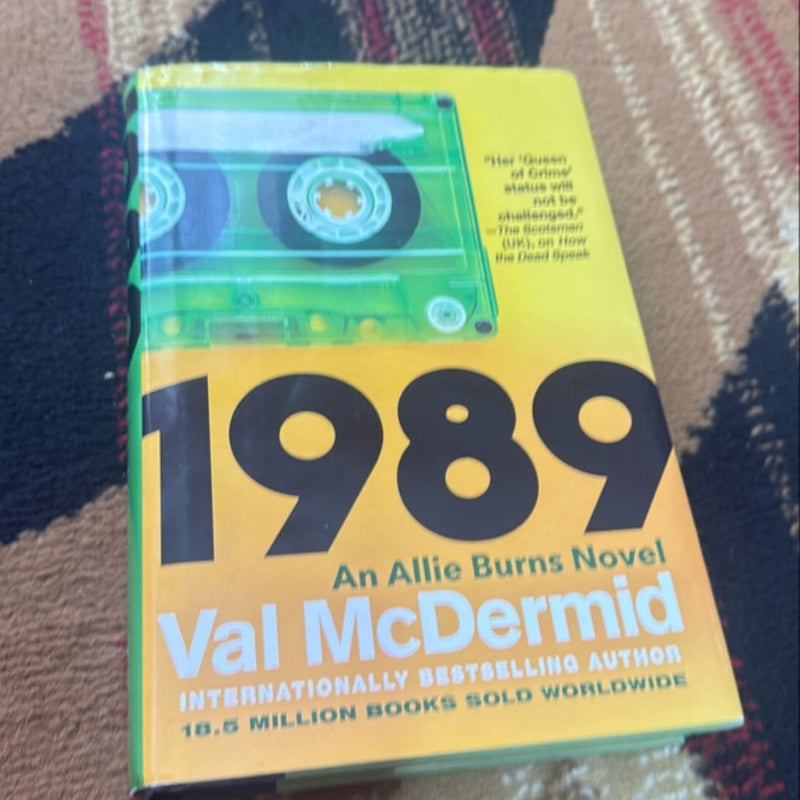 "Her 'Queen
of Crime'
status will
not be
challenged."
—The Scotsman
(UK), on How
the Dead Speak
1989
An Allie Burns Novel
Val McDermid
INTERNATIONALLY BESTSELLING AUTHOR
18.5 MILLION BOOKS SOLD WORLDWIDE